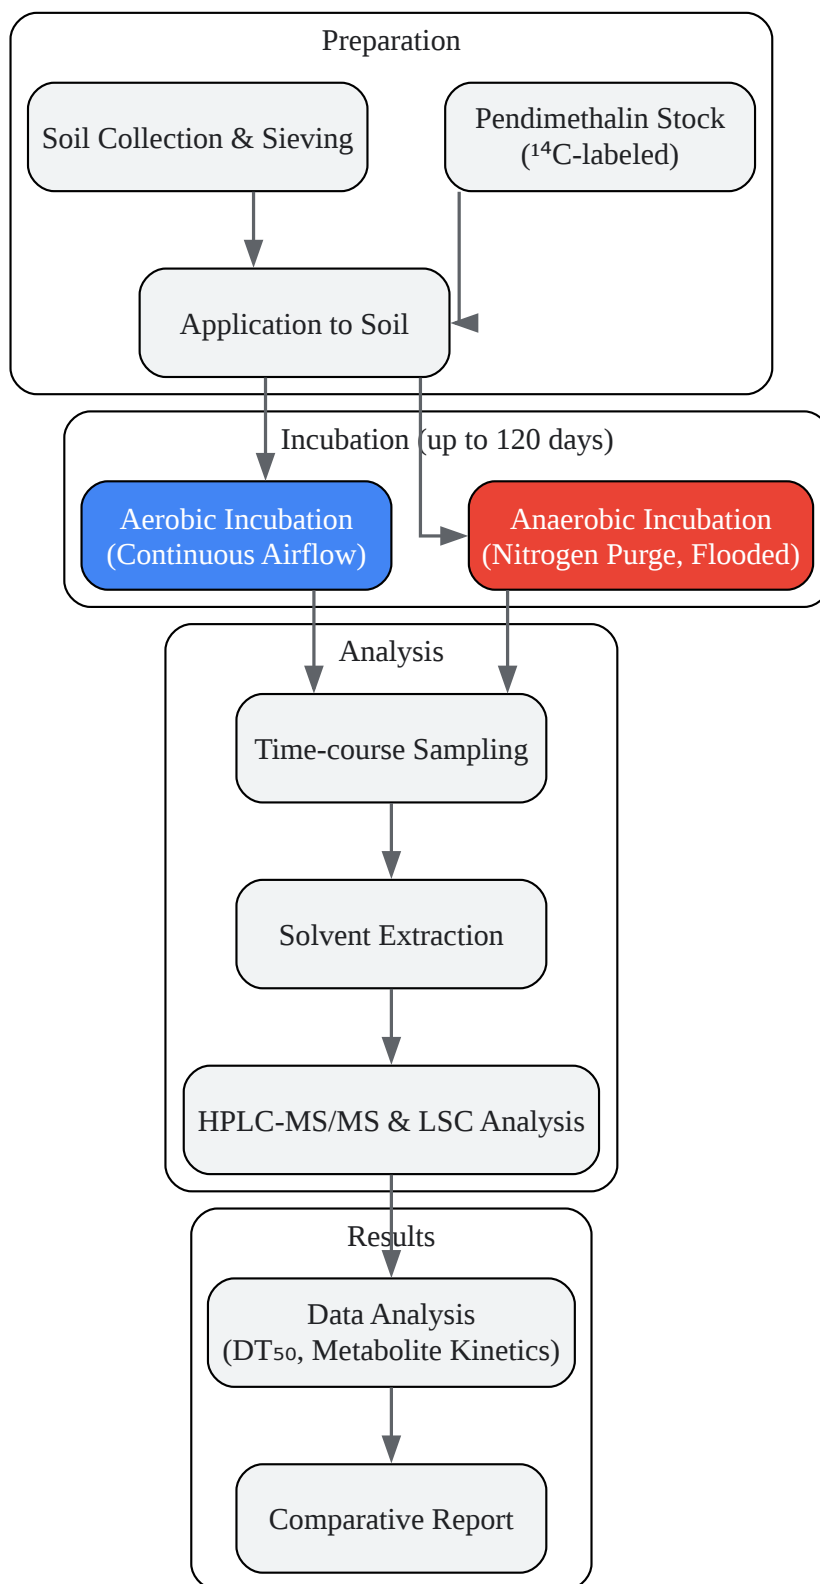 Preparation
Soil Collection & Sieving
Pendimethalin Stock
(¹⁴C-labeled)
Application to Soil
Incubation (up to 120 days)
Aerobic Incubation
(Continuous Airflow)
Anaerobic Incubation
(Nitrogen Purge, Flooded)
Analysis
Time-course Sampling
Solvent Extraction
HPLC-MS/MS & LSC Analysis
Results
Data Analysis
(DT₅₀, Metabolite Kinetics)
Comparative Report